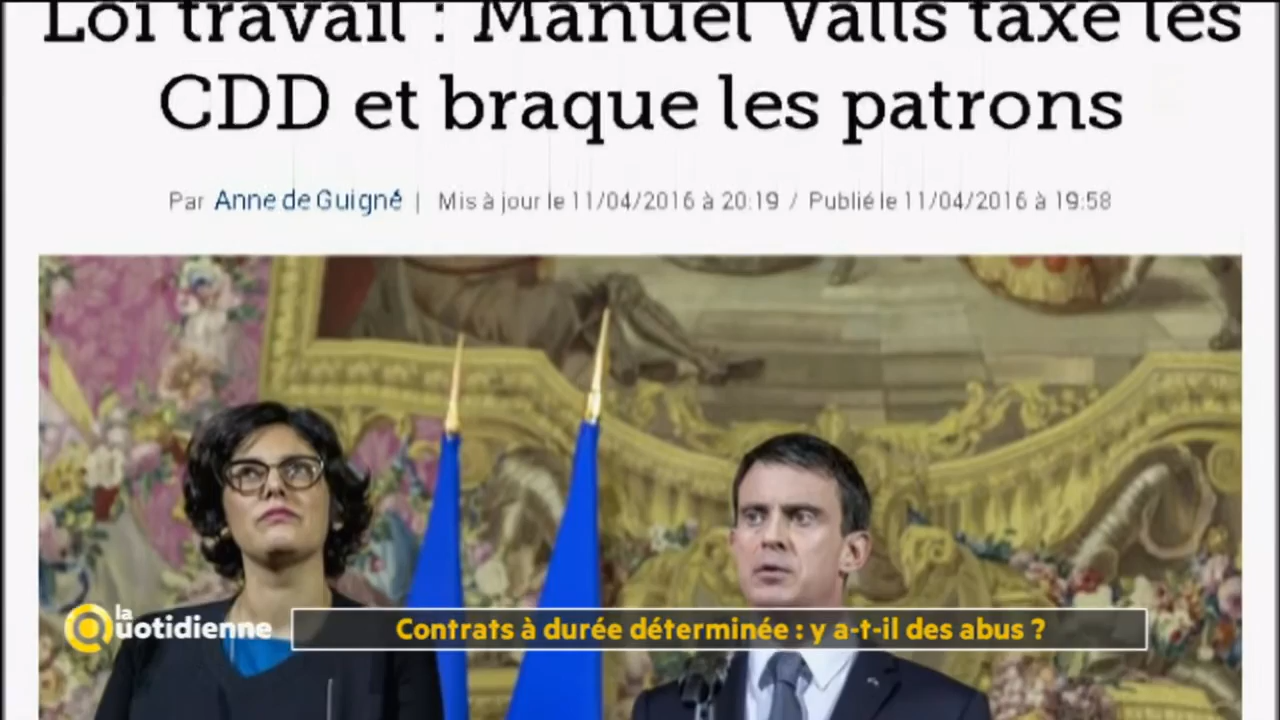 Loi travail : Manuel Valls taxe les
CDD et braque les patrons
Par Anne de Guigné | Mis à jour le 11/04/2016 à 20:19 / Publié le 11/04/2016 à 19:58
la
Quotidienne
Contrats à durée déterminée : y a-t-il des abus ?